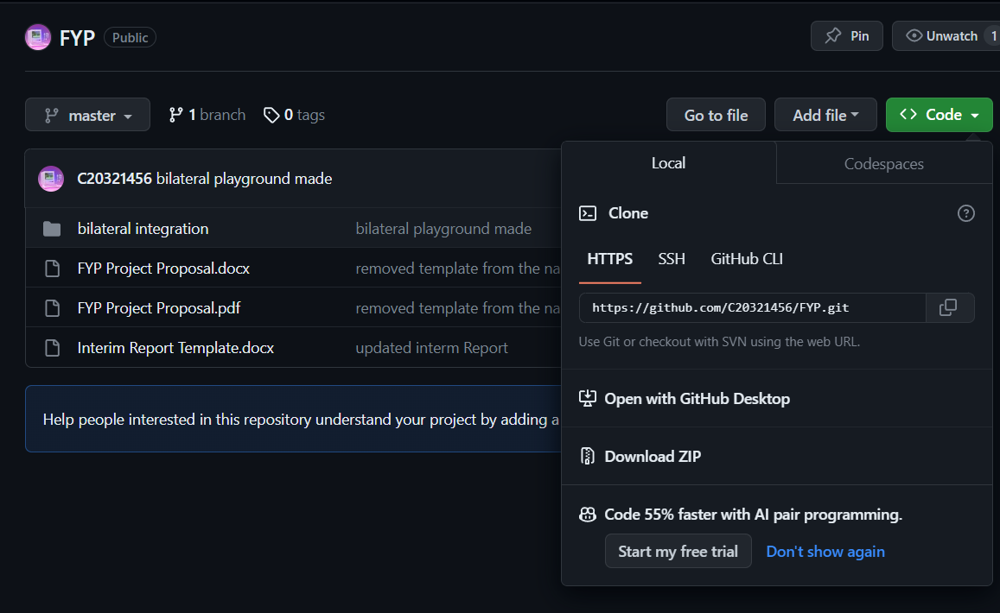 FYP Public
Pin
Unwatch 1
master
1 branch
0 tags
Go to file
Add file
Code
C20321456 bilateral playground made
bilateral integration bilateral playground made
FYP Project Proposal.docx removed template from the na
FYP Project Proposal.pdf removed template from the na
Interim Report Template.docx updated interm Report
Help people interested in this repository understand your project by adding a
Local
Codespaces
Clone
HTTPS SSH GitHub CLI
https://github.com/C20321456/FYP.git
Use Git or checkout with SVN using the web URL.
Open with GitHub Desktop
Download ZIP
Code 55% faster with AI pair programming.
Start my free trial Don't show again